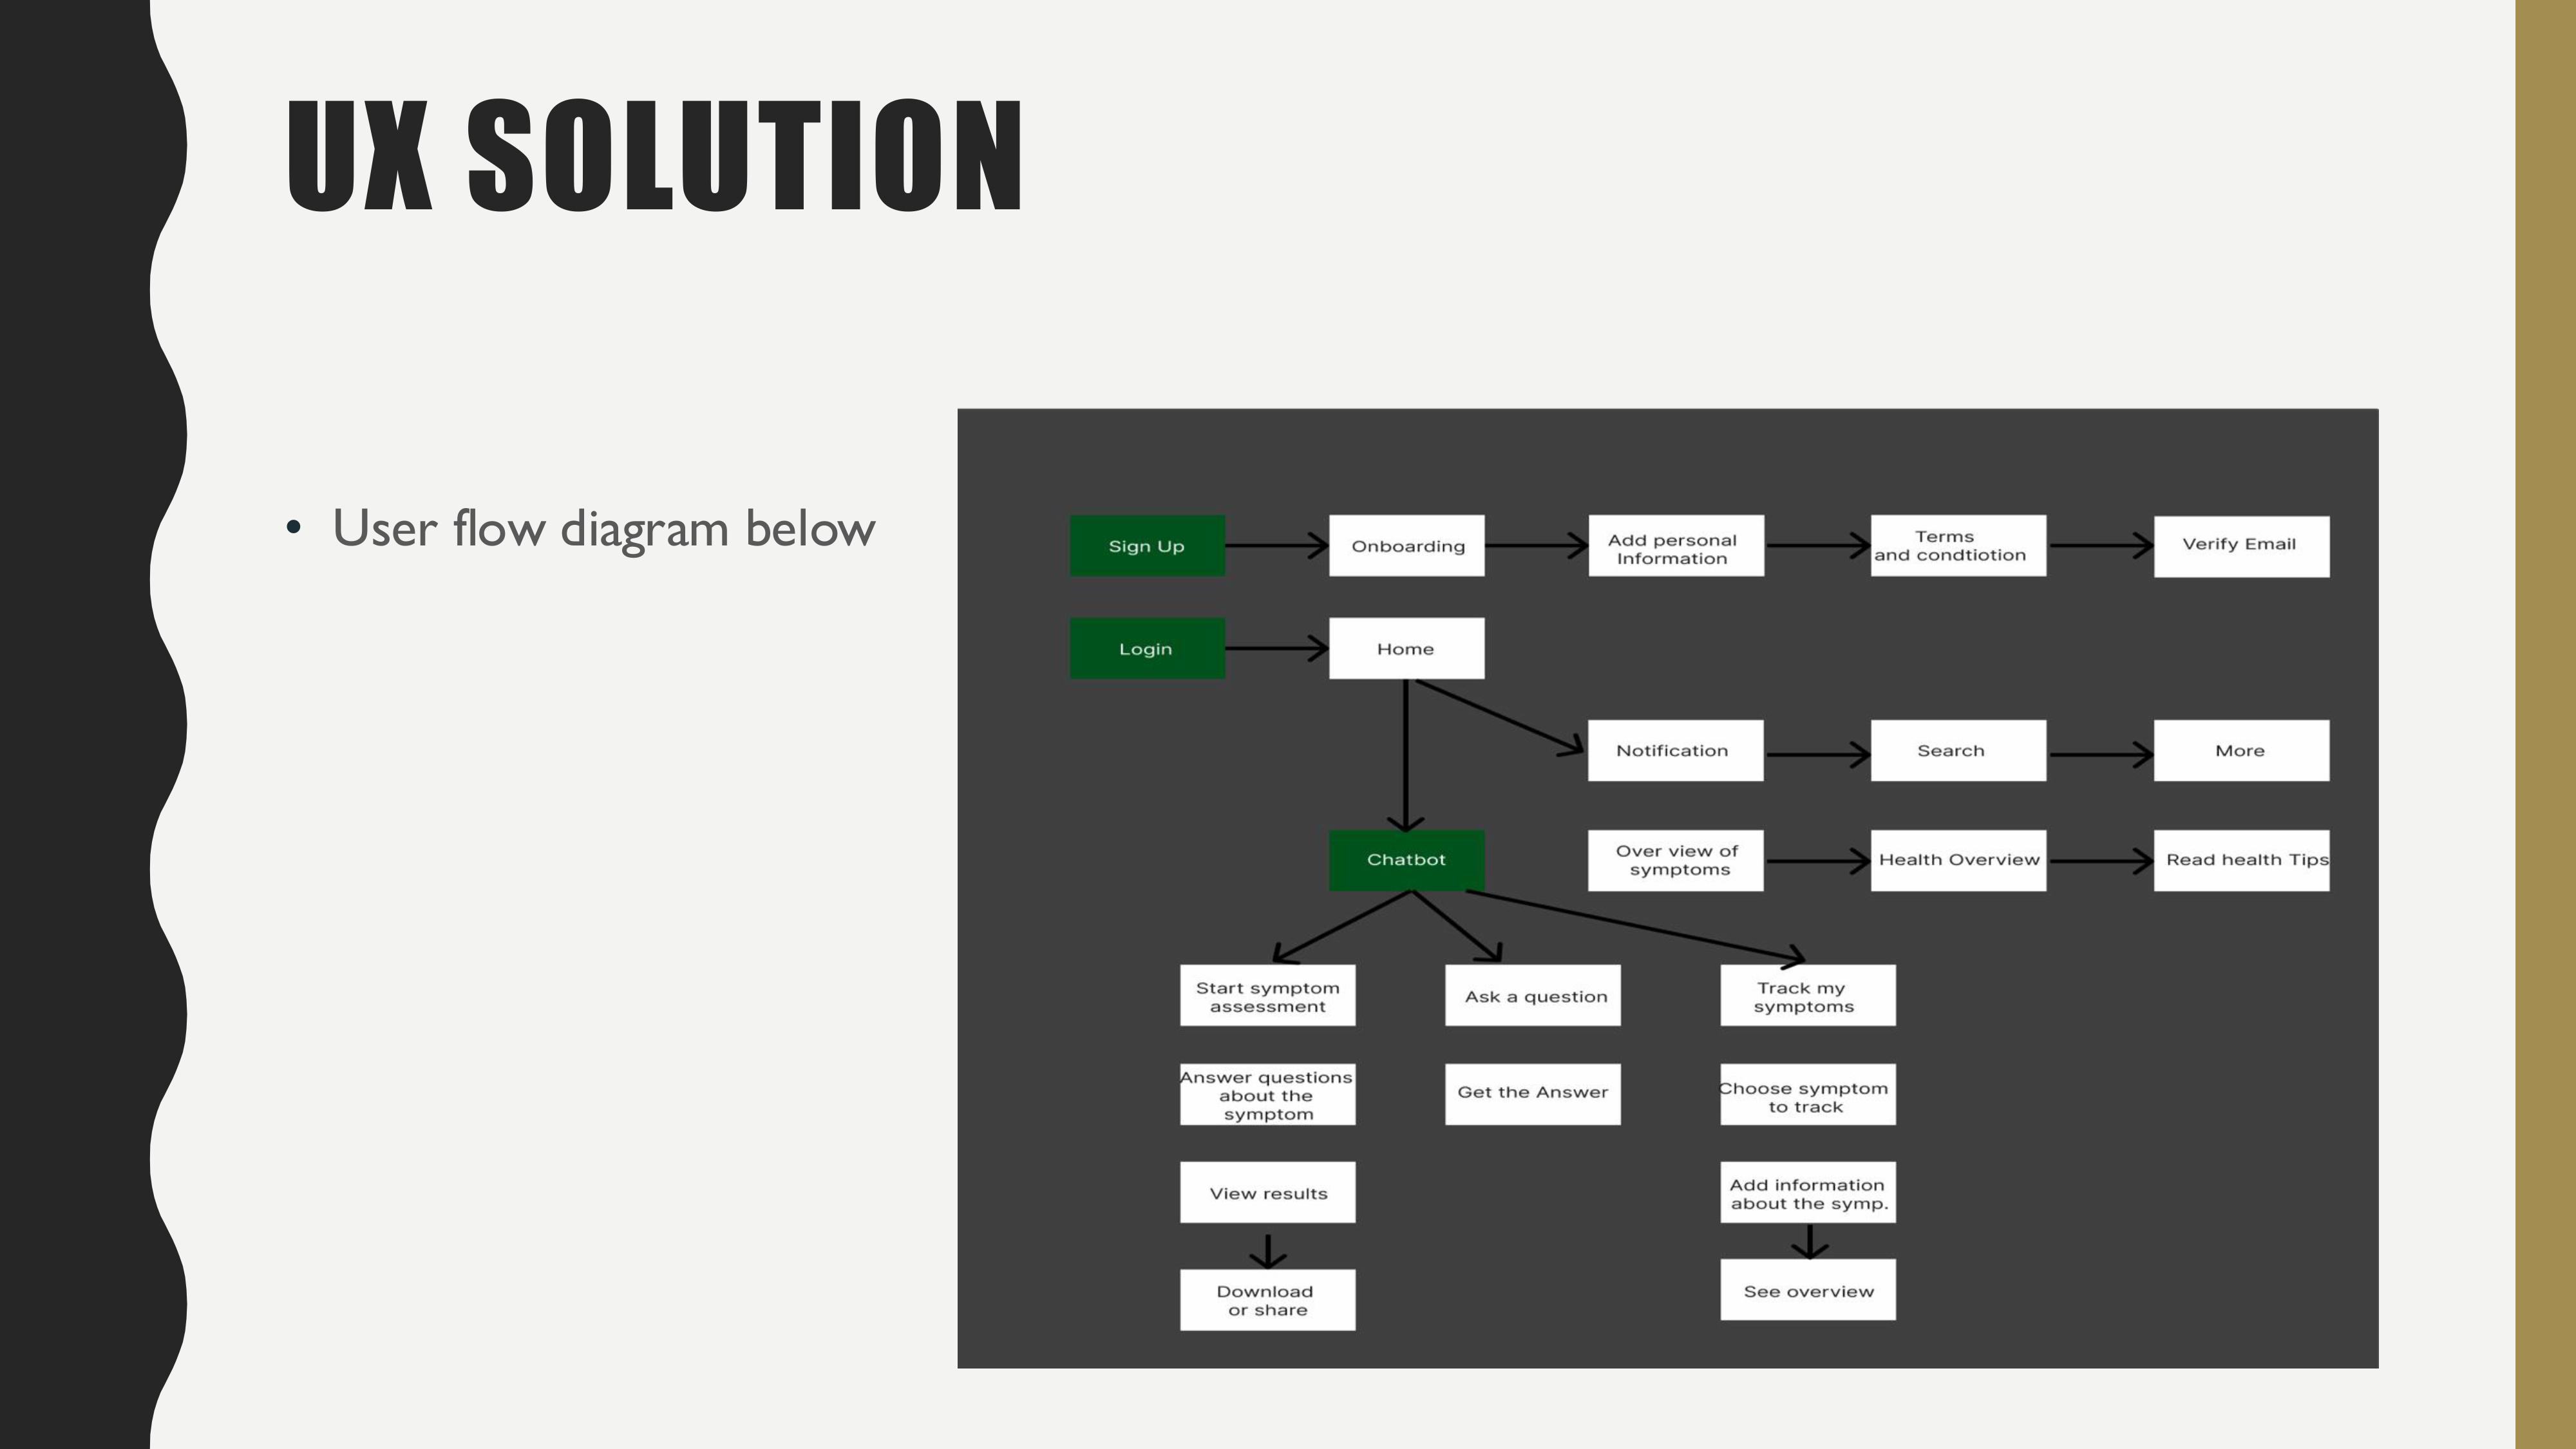 UX SOLUTION
• User flow diagram below
Sign Up
Onboarding
Add personal
Information
Terms
and condtiotion
Verify Email
Login
Home
Notification
Search
More
Chatbot
Over view of
symptoms
Health Overview
Read health Tips
Start symptom
assessment
Ask a question
Track my
symptoms
Answer questions
about the
symptom
Get the Answer
Choose symptom
to track
View results
Add information
about the symp.
Download
or share
See overview